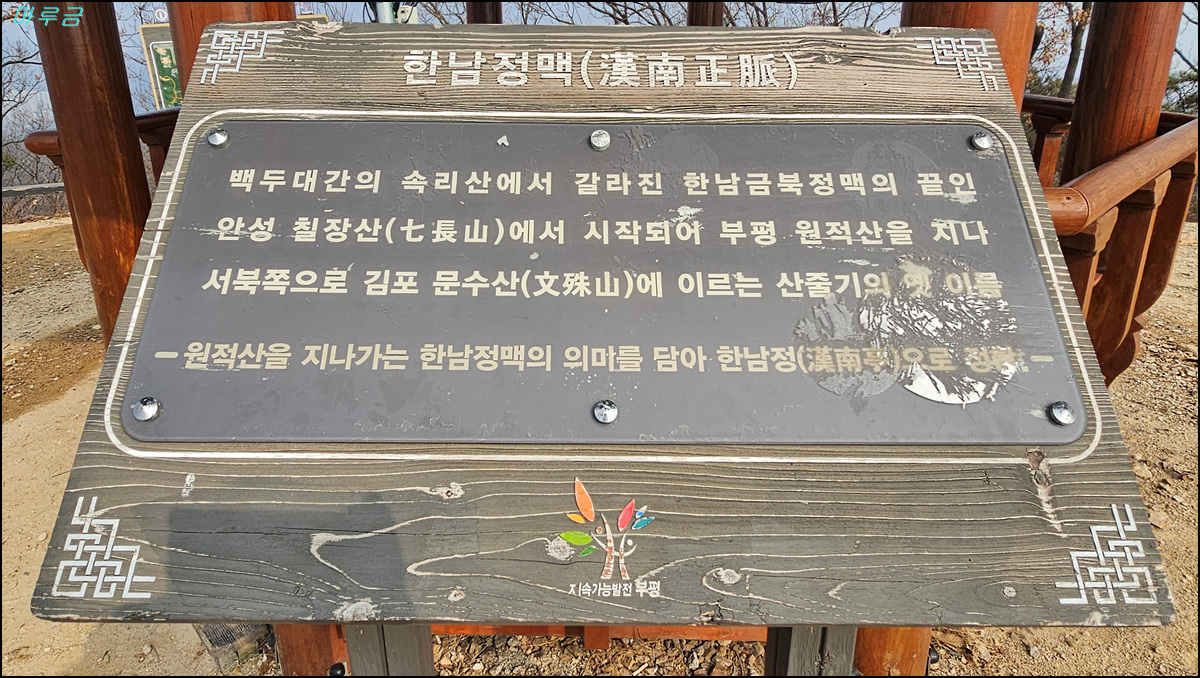 마루금
한남정맥(漢南正脈)
백두대간의 속리산에서 갈라진 한남금북정맥의 끝인
안성 칠장산(七長山)에서 시작되어 부평 원적산을 지나
서북쪽으로 김포 문수산(文殊山)에 이르는 산줄기의 옛 이름
- 원적산을 지나가는 한남정맥의 의미를 담아 한남정(漢南亭)으로 -
지속가능발전 부평